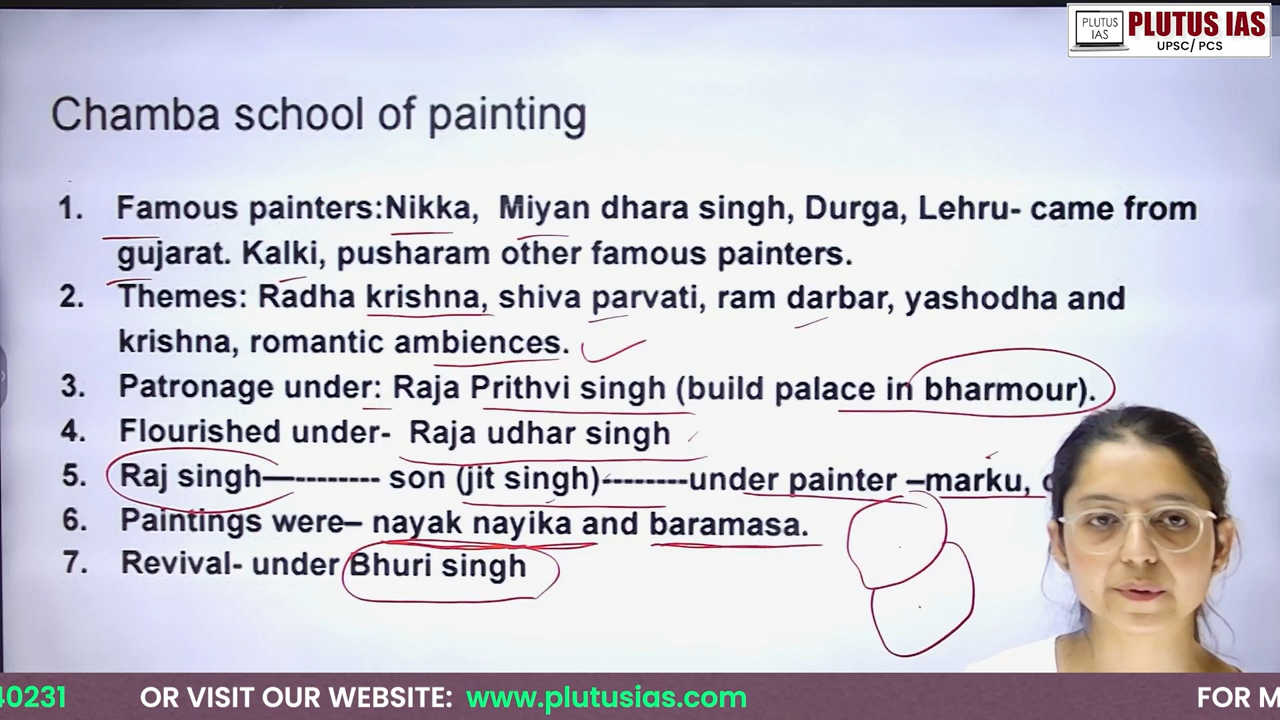 PLUTUS IAS
PLUTUS IAS
UPSC/ PCS
Chamba school of painting
1. Famous painters:Nikka, Miyan dhara singh, Durga, Lehru- came from
gujarat. Kalki, pusharam other famous painters.
2. Themes: Radha krishna, shiva parvati, ram darbar, yashodha and
krishna, romantic ambiences.
3. Patronage under: Raja Prithvi singh (build palace in bharmour).
4. Flourished under- Raja udhar singh
5. Raj singh—--------- son (jit singh)--------under painter –marku,
6. Paintings were– nayak nayika and baramasa.
7. Revival- under Bhuri singh
40231 OR VISIT OUR WEBSITE: www.plutusias.com FOR M